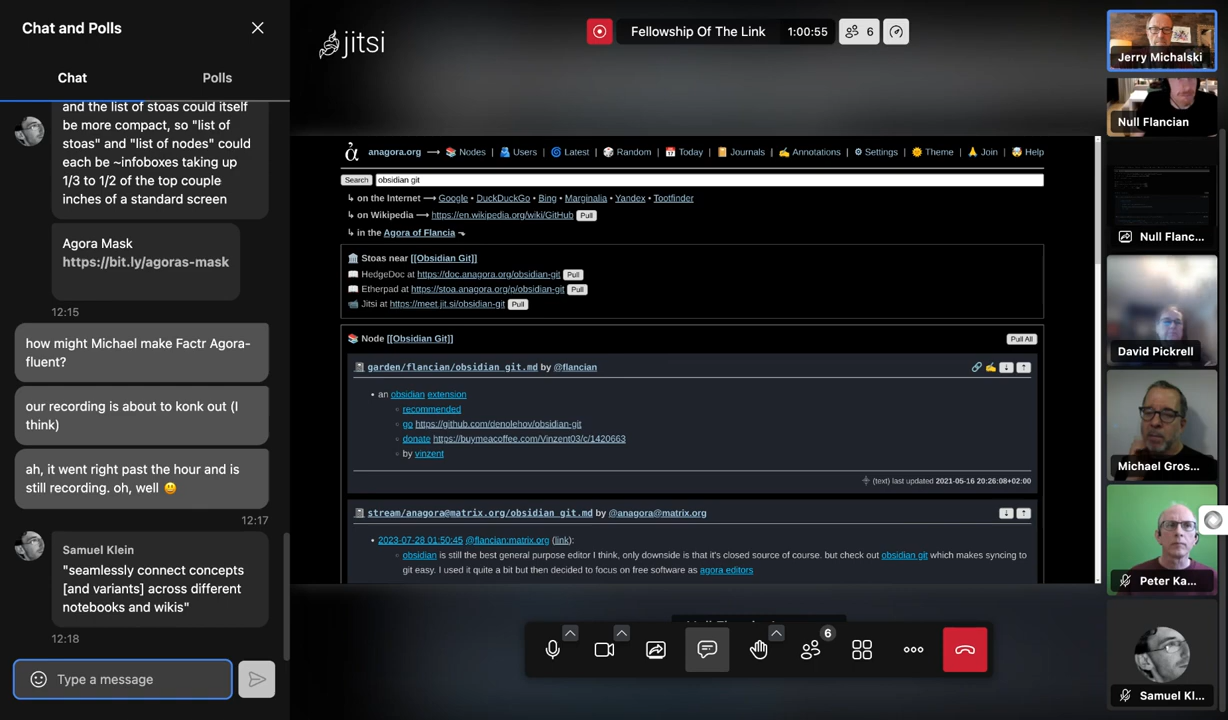 Chat and Polls
Chat
Polls
and the list of stoas could itself
be more compact, so "list of
stoas" and "list of nodes" could
each be ~infoboxes taking up
1/3 to 1/2 of the top couple
inches of a standard screen
Agora Mask
https://bit.ly/agoras-mask
12:15
how might Michael make Factr Agora-
fluent?
our recording is about to konk out (I
think)
ah, it went right past the hour and is
still recording. oh, well 😃
12:17
Samuel Klein
"seamlessly connect concepts
[and variants] across different
notebooks and wikis"
12:18
Type a message
jitsi
Fellowship Of The Link
1:00:55
6
anagora.org ⟶ 📚 Nodes | 🫂 Users | 🌀 Latest | 🎲 Random | 📅 Today | 📔 Journals | ✍ Annotations | ⚙ Settings | 🌞 Theme | 🙏 Join | 🤯 Help
Search obsidian git
↳ on the Internet ⟶ Google • DuckDuckGo • Bing • Marginalia • Yandex • Tootfinder
↳ on Wikipedia ⟶ https://en.wikipedia.org/wiki/GitHub Pull
↳ in the Agora of Flancia ⤵
🏛 Stoas near [[Obsidian Git]]
📖 HedgeDoc at https://doc.anagora.org/obsidian-git Pull
📖 Etherpad at https://stoa.anagora.org/p/obsidian-git Pull
📹 Jitsi at https://meet.jit.si/obsidian-git Pull
📚 Node [[Obsidian Git]] Pull All
📓 garden/flancian/obsidian git.md by @flancian 🔗 ✍ ↓ ↑
• an obsidian extension
◦ recommended
◦ go https://github.com/denolehov/obsidian-git
◦ donate https://buymeacoffee.com/Vinzent03/c/1420663
◦ by vinzent
(text) last updated 2021-05-16 20:26:08+02:00
📓 stream/anagora@matrix.org/obsidian git.md by @anagora@matrix.org ↓ ↑
• 2023-07-28 01:50:45 @flancian:matrix.org (link):
◦ obsidian is still the best general purpose editor I think, only downside is that it's closed source of course. but check out obsidian git which makes syncing to
git easy. I used it quite a bit but then decided to focus on free software as agora editors
6
Jerry Michalski
Null Flancian
Null Flanc...
David Pickrell
Michael Gros...
Peter Ka...
Samuel Kl...